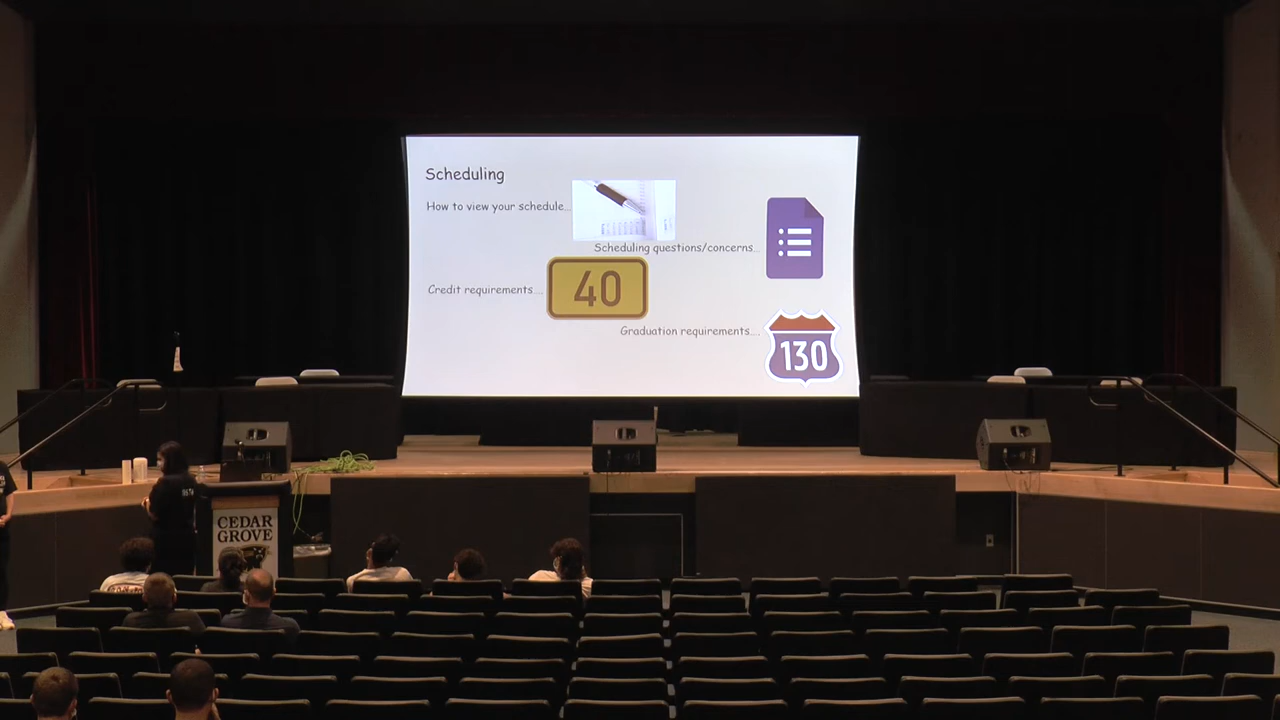 Scheduling
How to view your schedule...
Scheduling questions/concerns...
40
Credit requirements....
Graduation requirements....
130
CEDAR
GROVE